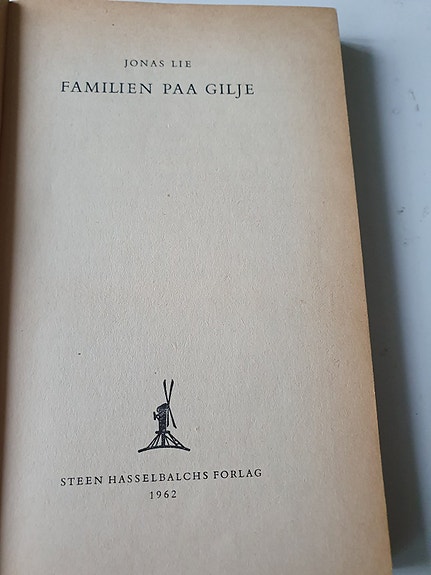 JONAS LIE
FAMILIEN PAA GILJE
STEEN HASSELBALCHS FORLAG
1962